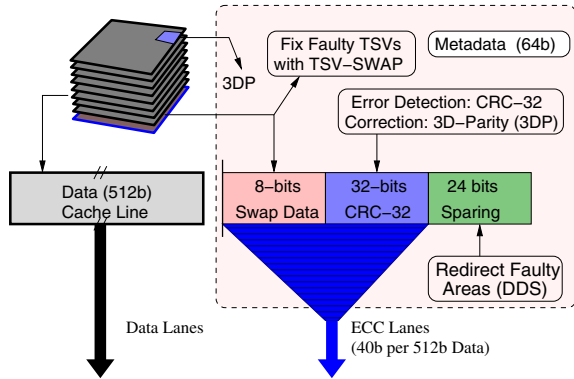 Fix Faulty TSVs
with TSV-SWAP
Metadata (64b)
3DP
Error Detection: CRC-32
Correction: 3D-Parity (3DP)
Data (512b)
Cache Line
8-bits
Swap Data
32-bits
CRC-32
24 bits
Sparing
Redirect Faulty
Areas (DDS)
Data Lanes
ECC Lanes
(40b per 512b Data)